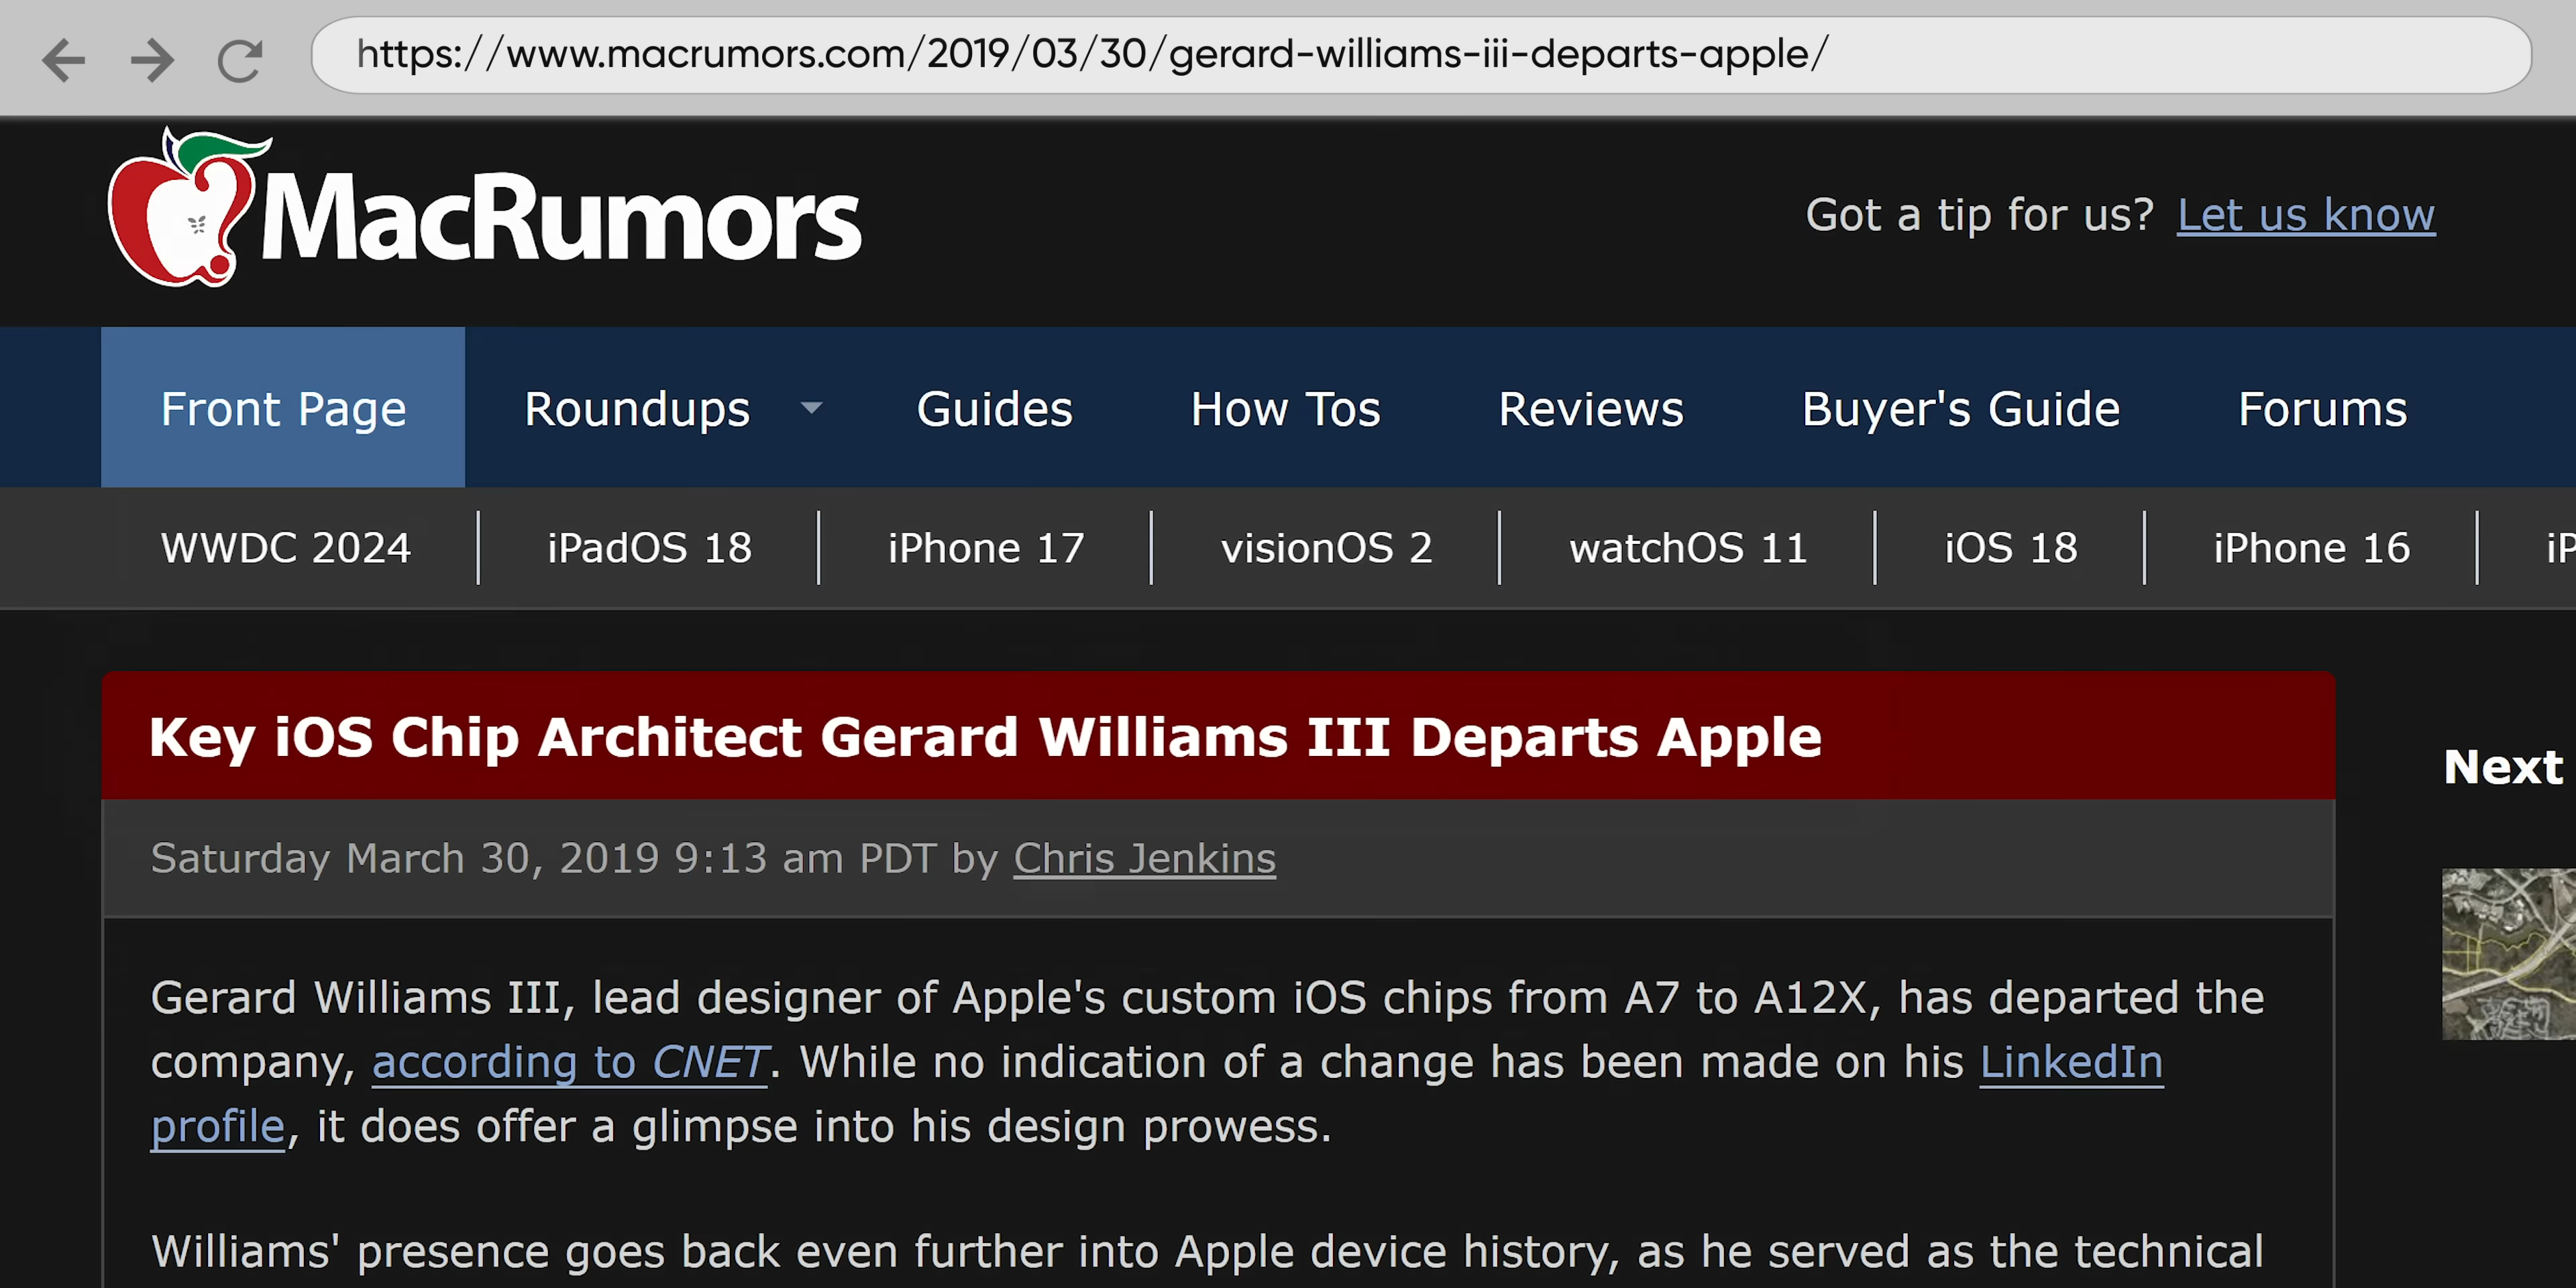 https://www.macrumors.com/2019/03/30/gerard-williams-iii-departs-apple/
MacRumors
Got a tip for us? Let us know
Front Page Roundups Guides How Tos Reviews Buyer's Guide Forums
WWDC 2024 iPadOS 18 iPhone 17 visionOS 2 watchOS 11 iOS 18 iPhone 16 iP
Key iOS Chip Architect Gerard Williams III Departs Apple
Next
Saturday March 30, 2019 9:13 am PDT by Chris Jenkins
Gerard Williams III, lead designer of Apple's custom iOS chips from A7 to A12X, has departed the
company, according to CNET. While no indication of a change has been made on his LinkedIn
profile, it does offer a glimpse into his design prowess.
Williams' presence goes back even further into Apple device history, as he served as the technical